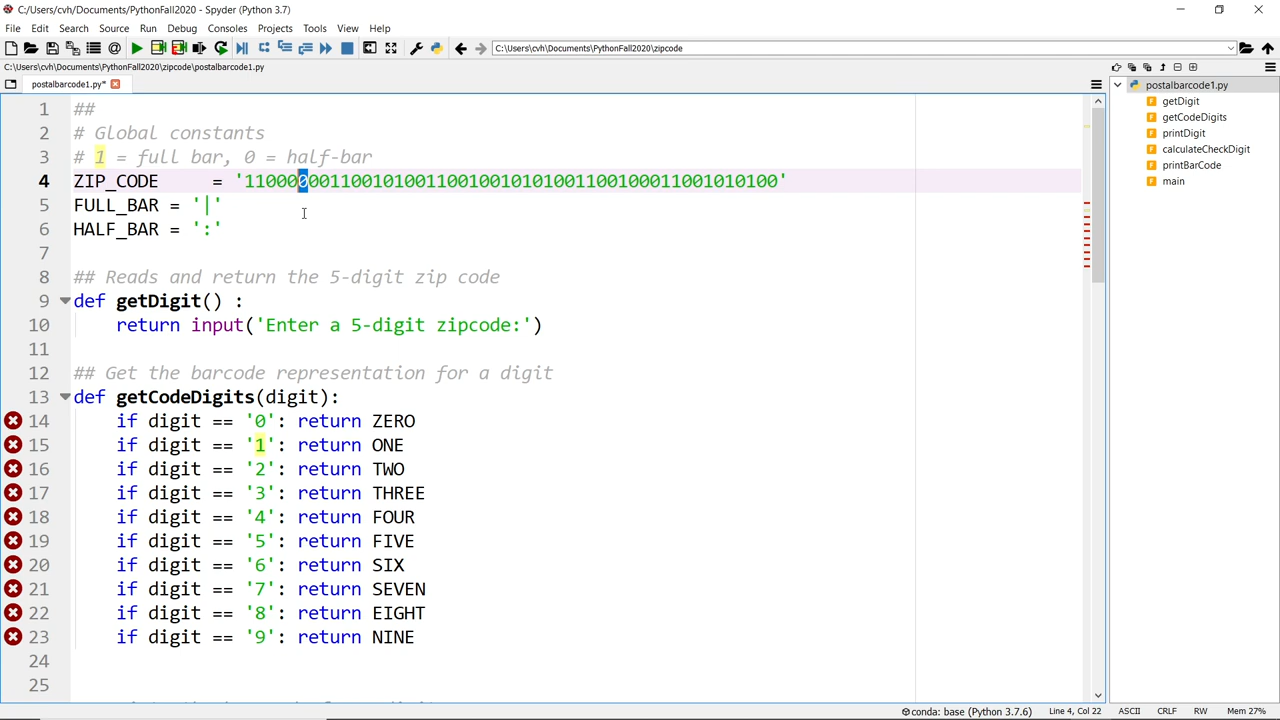 C:/Users/cvh/Documents/PythonFall2020 - Spyder (Python 3.7)
File Edit Search Source Run Debug Consoles Projects Tools View Help
C:\Users\cvh\Documents\PythonFall2020\zipcode
C:\Users\cvh\Documents\PythonFall2020\zipcode\postalbarcode1.py
postalbarcode1.py*
1 ##
2 # Global constants
3 # 1 = full bar, 0 = half-bar
4 ZIP_CODE     = '11000000110010100110010010101001100100011001010100'
5 FULL_BAR = '|'
6 HALF_BAR = ':'
7
8 ## Reads and return the 5-digit zip code
9 def getDigit() :
10     return input('Enter a 5-digit zipcode:')
11
12 ## Get the barcode representation for a digit
13 def getCodeDigits(digit):
14     if digit == '0': return ZERO
15     if digit == '1': return ONE
16     if digit == '2': return TWO
17     if digit == '3': return THREE
18     if digit == '4': return FOUR
19     if digit == '5': return FIVE
20     if digit == '6': return SIX
21     if digit == '7': return SEVEN
22     if digit == '8': return EIGHT
23     if digit == '9': return NINE
24
25
postalbarcode1.py
getDigit
getCodeDigits
printDigit
calculateCheckDigit
printBarCode
main
conda: base (Python 3.7.6) Line 4, Col 22 ASCII CRLF RW Mem 27%